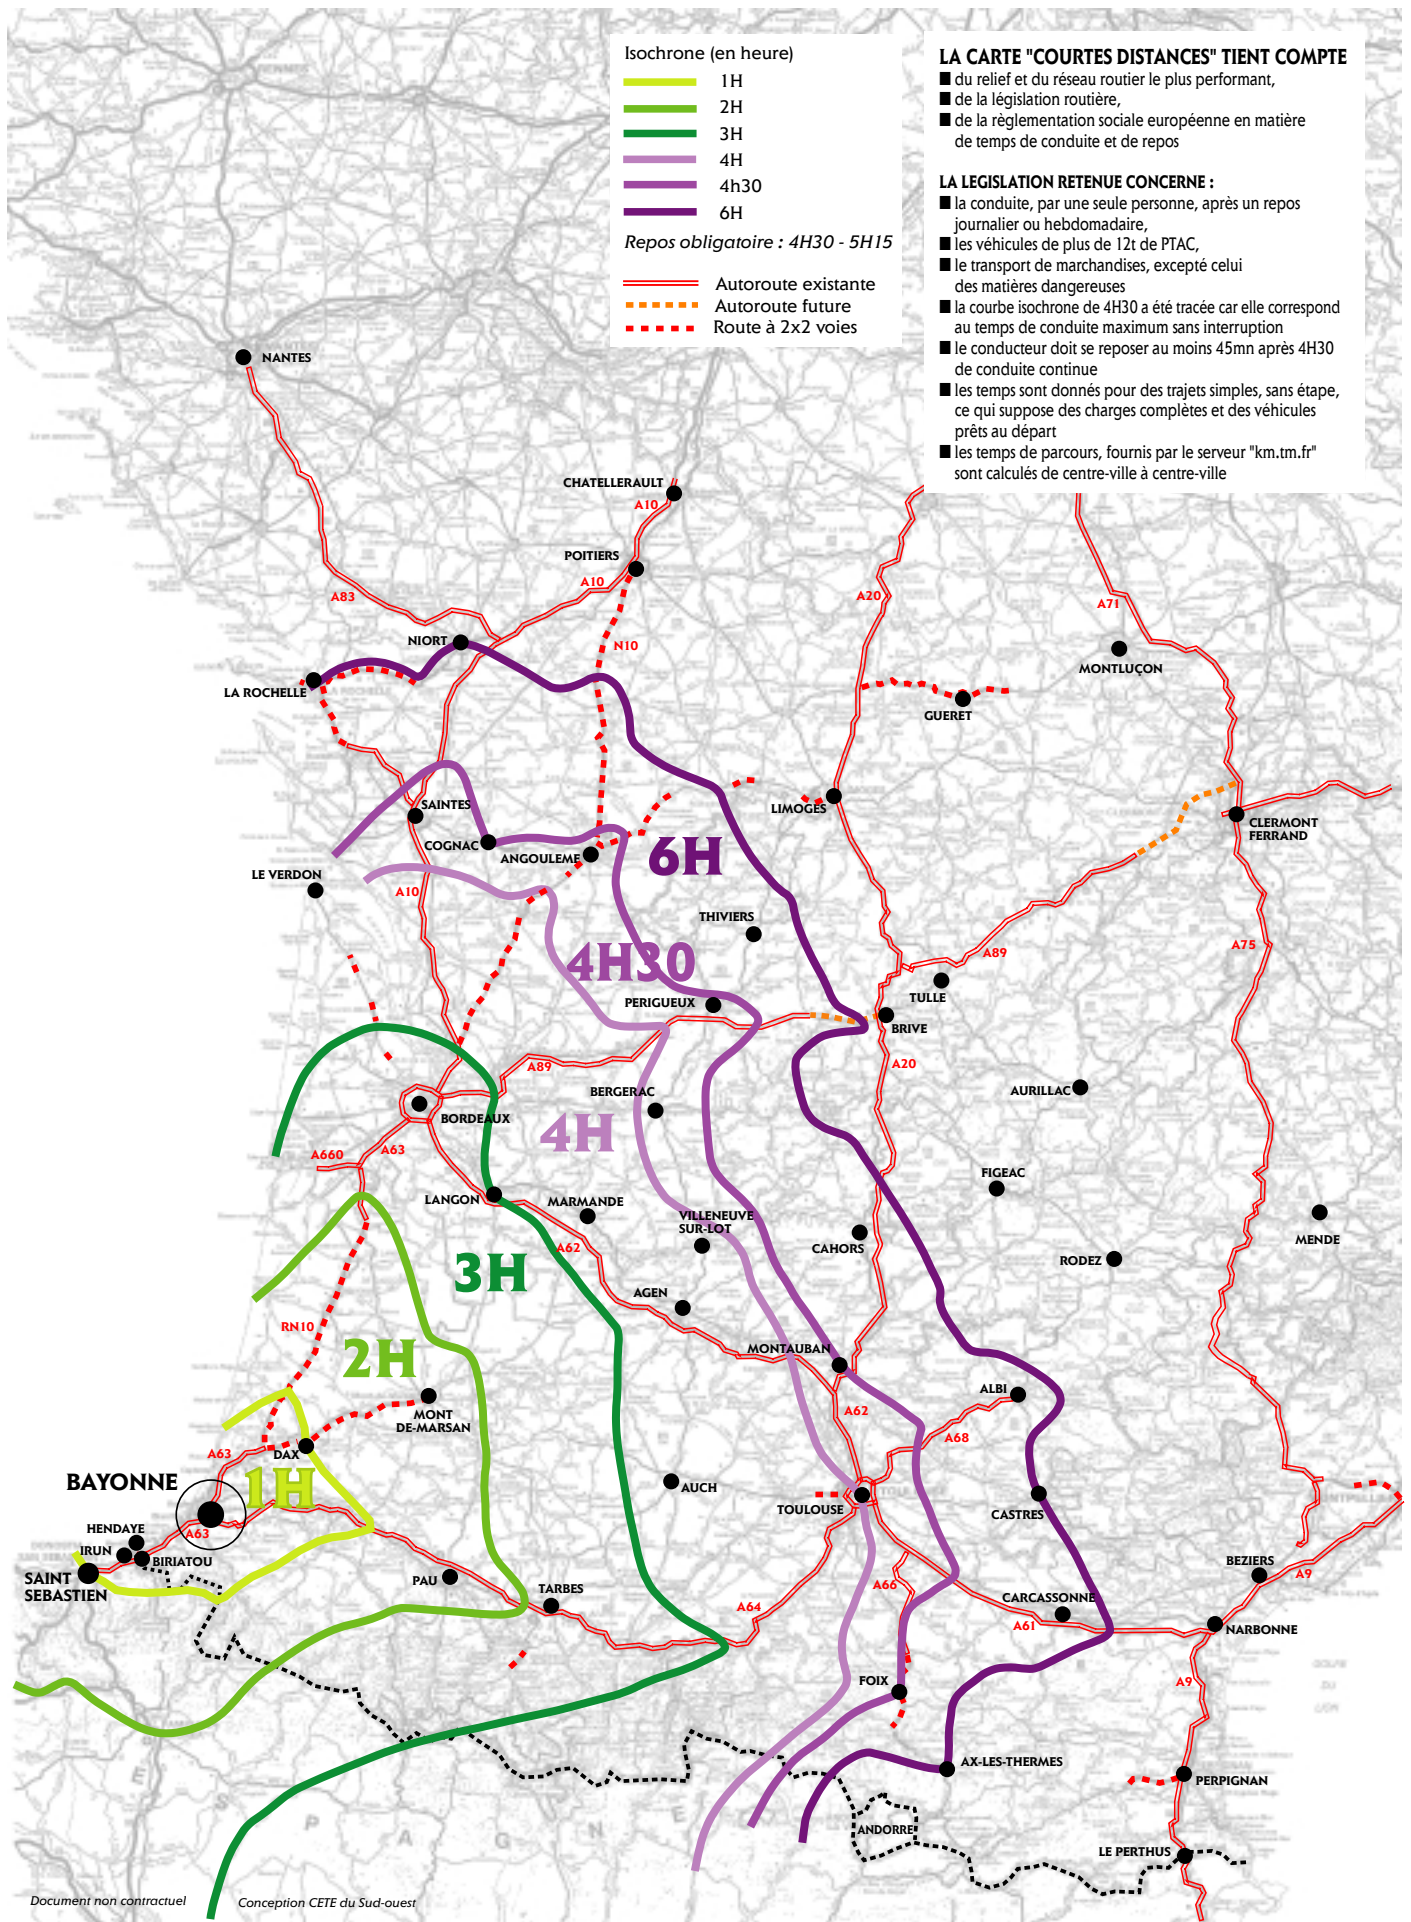 Isochrone (en heure)
1H
2H
3H
4H
4h30
6H
Repos obligatoire : 4H30 - 5H15
Autoroute existante
Autoroute future
Route à 2x2 voies
LA CARTE "COURTES DISTANCES" TIENT COMPTE
■ du relief et du réseau routier le plus performant,
■ de la législation routière,
■ de la règlementation sociale européenne en matière
de temps de conduite et de repos
LA LEGISLATION RETENUE CONCERNE :
■ la conduite, par une seule personne, après un repos
journalier ou hebdomadaire,
■ les véhicules de plus de 12t de PTAC,
■ le transport de marchandises, excepté celui
des matières dangereuses
■ la courbe isochrone de 4H30 a été tracée car elle correspond
au temps de conduite maximum sans interruption
■ le conducteur doit se reposer au moins 45mn après 4H30
de conduite continue
■ les temps sont donnés pour des trajets simples, sans étape,
ce qui suppose des charges complètes et des véhicules
prêts au départ
■ les temps de parcours, fournis par le serveur "km.tm.fr"
sont calculés de centre-ville à centre-ville
NANTES
CHATELLERAULT
A10
POITIERS
A10
A83
A20
A71
NIORT
N10
MONTLUÇON
LA ROCHELLE
GUERET
SAINTES
LIMOGES
CLERMONT
FERRAND
COGNAC
ANGOULEME
6H
LE VERDON
A10
THIVIERS
A75
4H30
A89
TULLE
PERIGUEUX
BRIVE
A89
A20
BERGERAC
AURILLAC
BORDEAUX
4H
A63
A660
FIGEAC
LANGON
MARMANDE
VILLENEUVE
SUR-LOT
A62
CAHORS
MENDE
RODEZ
3H
AGEN
RN10
2H
MONTAUBAN
ALBI
MONT
DE-MARSAN
A62
A68
A63
DAX
BAYONNE
1H
AUCH
TOULOUSE
CASTRES
HENDAYE
A63
IRUN
BIRIATOU
SAINT
SEBASTIEN
PAU
TARBES
A66
BEZIERS
A9
CARCASSONNE
A64
A61
NARBONNE
FOIX
A9
AX-LES-THERMES
PERPIGNAN
ANDORRE
LE PERTHUS
Document non contractuel
Conception CETE du Sud-ouest